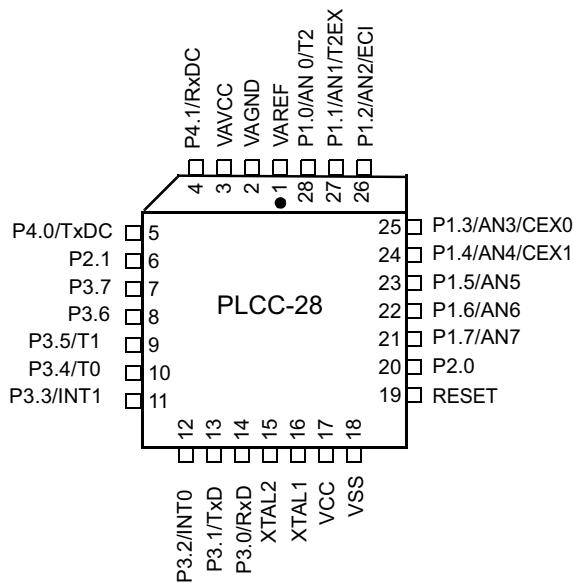 P4.1/RxDC
VAVCC
VAGND
VAREF
P1.0/AN 0/T2
P1.1/AN1/T2EX
P1.2/AN2/ECI
4
3
2
1
28
27
26
P4.0/TxDC
5
P2.1
6
P3.7
7
P3.6
8
P3.5/T1
9
P3.4/T0
10
P3.3/INT1
11
PLCC-28
25
P1.3/AN3/CEX0
24
P1.4/AN4/CEX1
23
P1.5/AN5
22
P1.6/AN6
21
P1.7/AN7
20
P2.0
19
RESET
12
13
14
15
16
17
18
P3.2/INT0
P3.1/TxD
P3.0/RxD
XTAL2
XTAL1
VCC
VSS